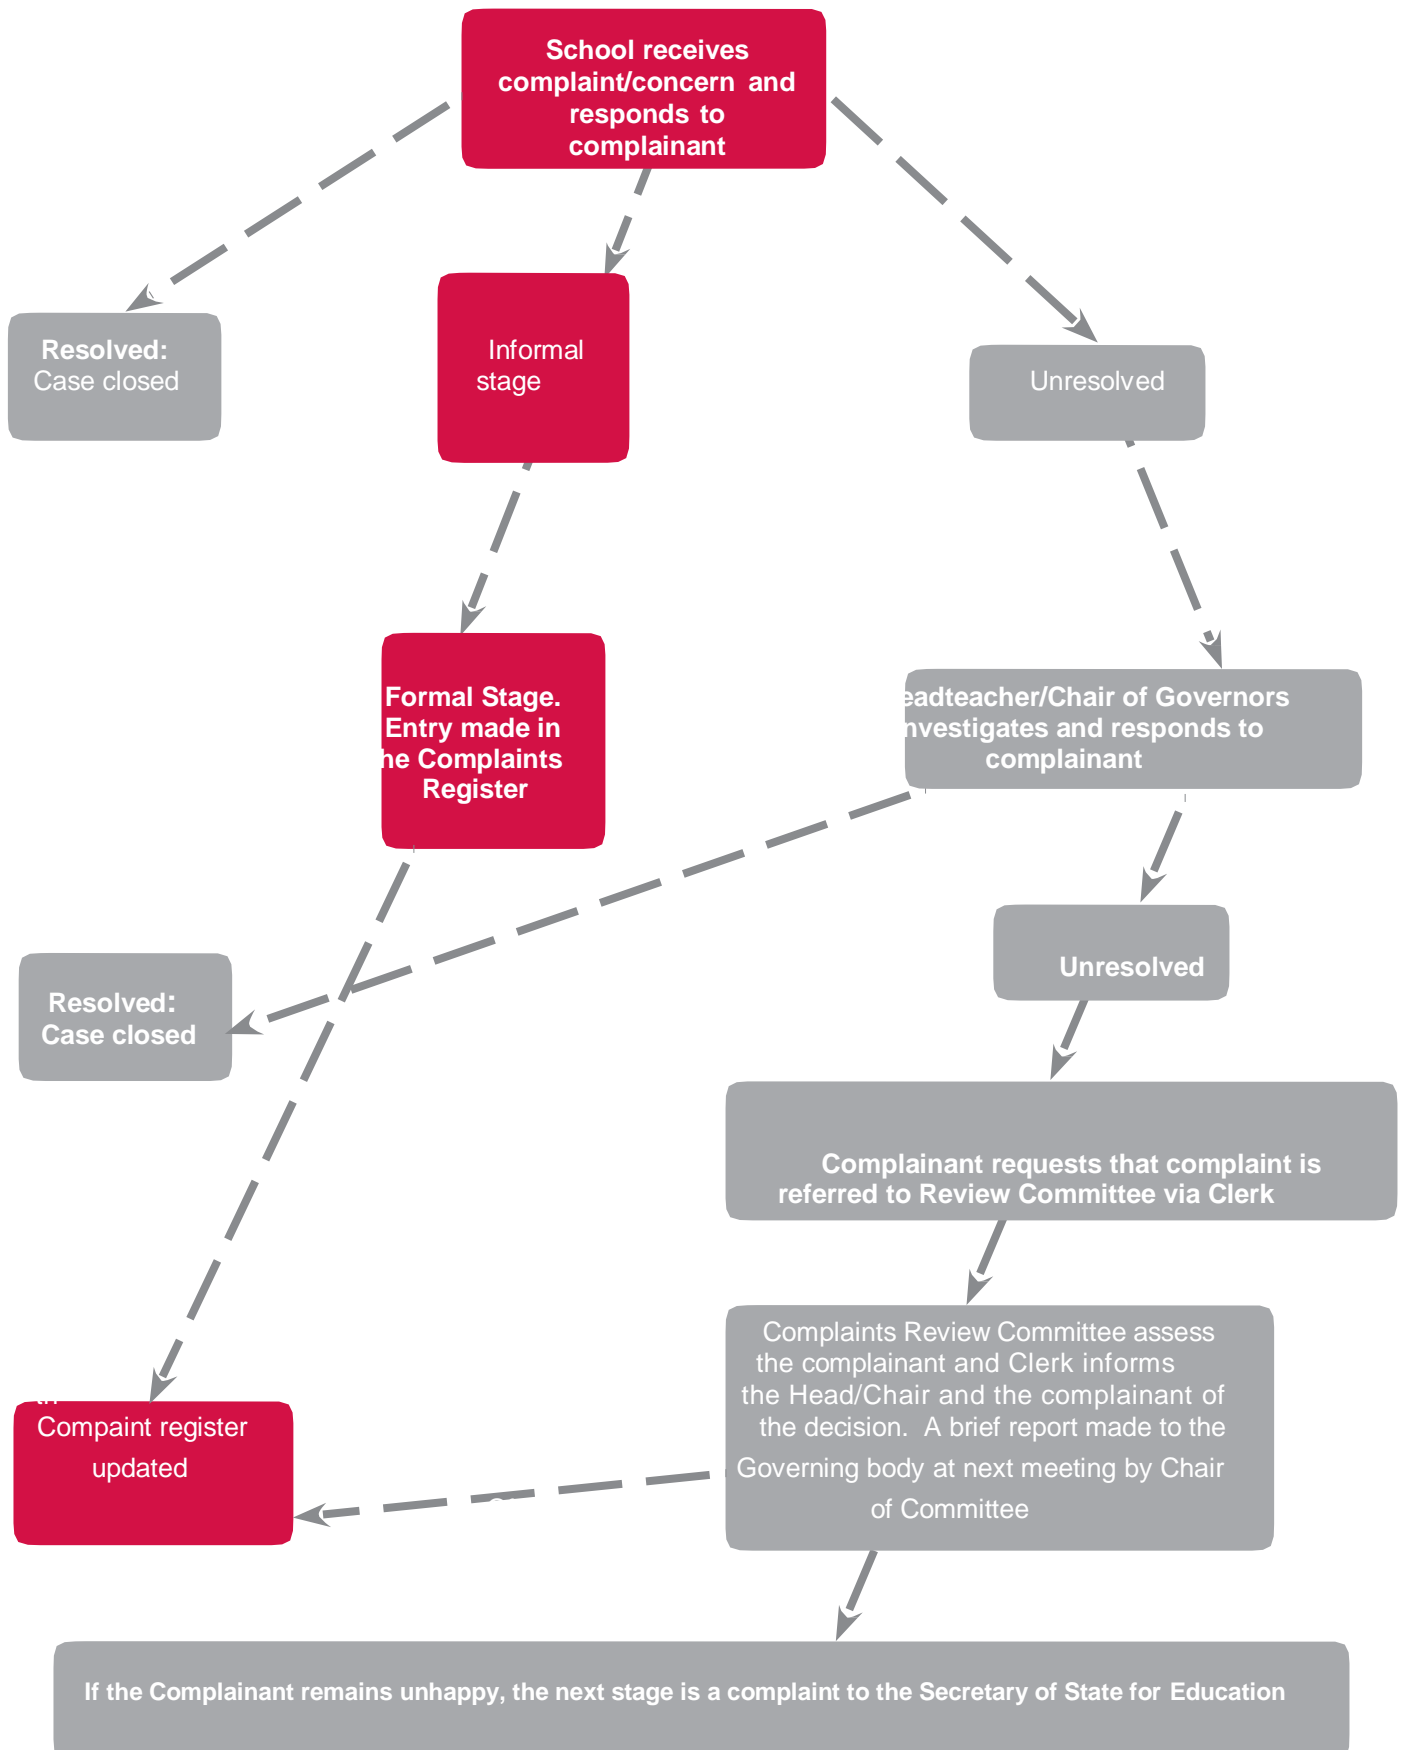 School receives
complaint/concern and
responds to
complainant
Resolved:
Case closed
Informal
stage
Unresolved
Formal Stage.
Entry made in
he Complaints
Register
eadteacher/Chair of Governors
nvestigates and responds to
complainant
Unresolved
Resolved:
Case closed
Complainant requests that complaint is
referred to Review Committee via Clerk
Complaints Review Committee assess
the complainant and Clerk informs
the Head/Chair and the complainant of
the decision. A brief report made to the
Governing body at next meeting by Chair
of Committee
Compaint register
updated
If the Complainant remains unhappy, the next stage is a complaint to the Secretary of State for Education